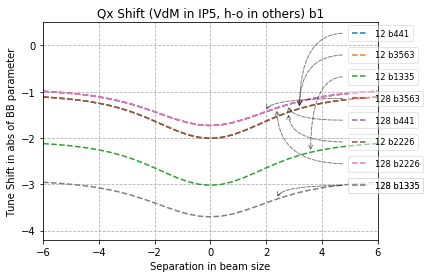 Qx Shift (VdM in IP5, h-o in others) b1
Tune Shift in abs of BB parameter
0
−1
−2
−3
−4
−6
−4
−2
0
2
4
6
Separation in beam size
12 b441
12 b3563
12 b1335
128 b3563
128 b441
12 b2226
128 b2226
128 b1335